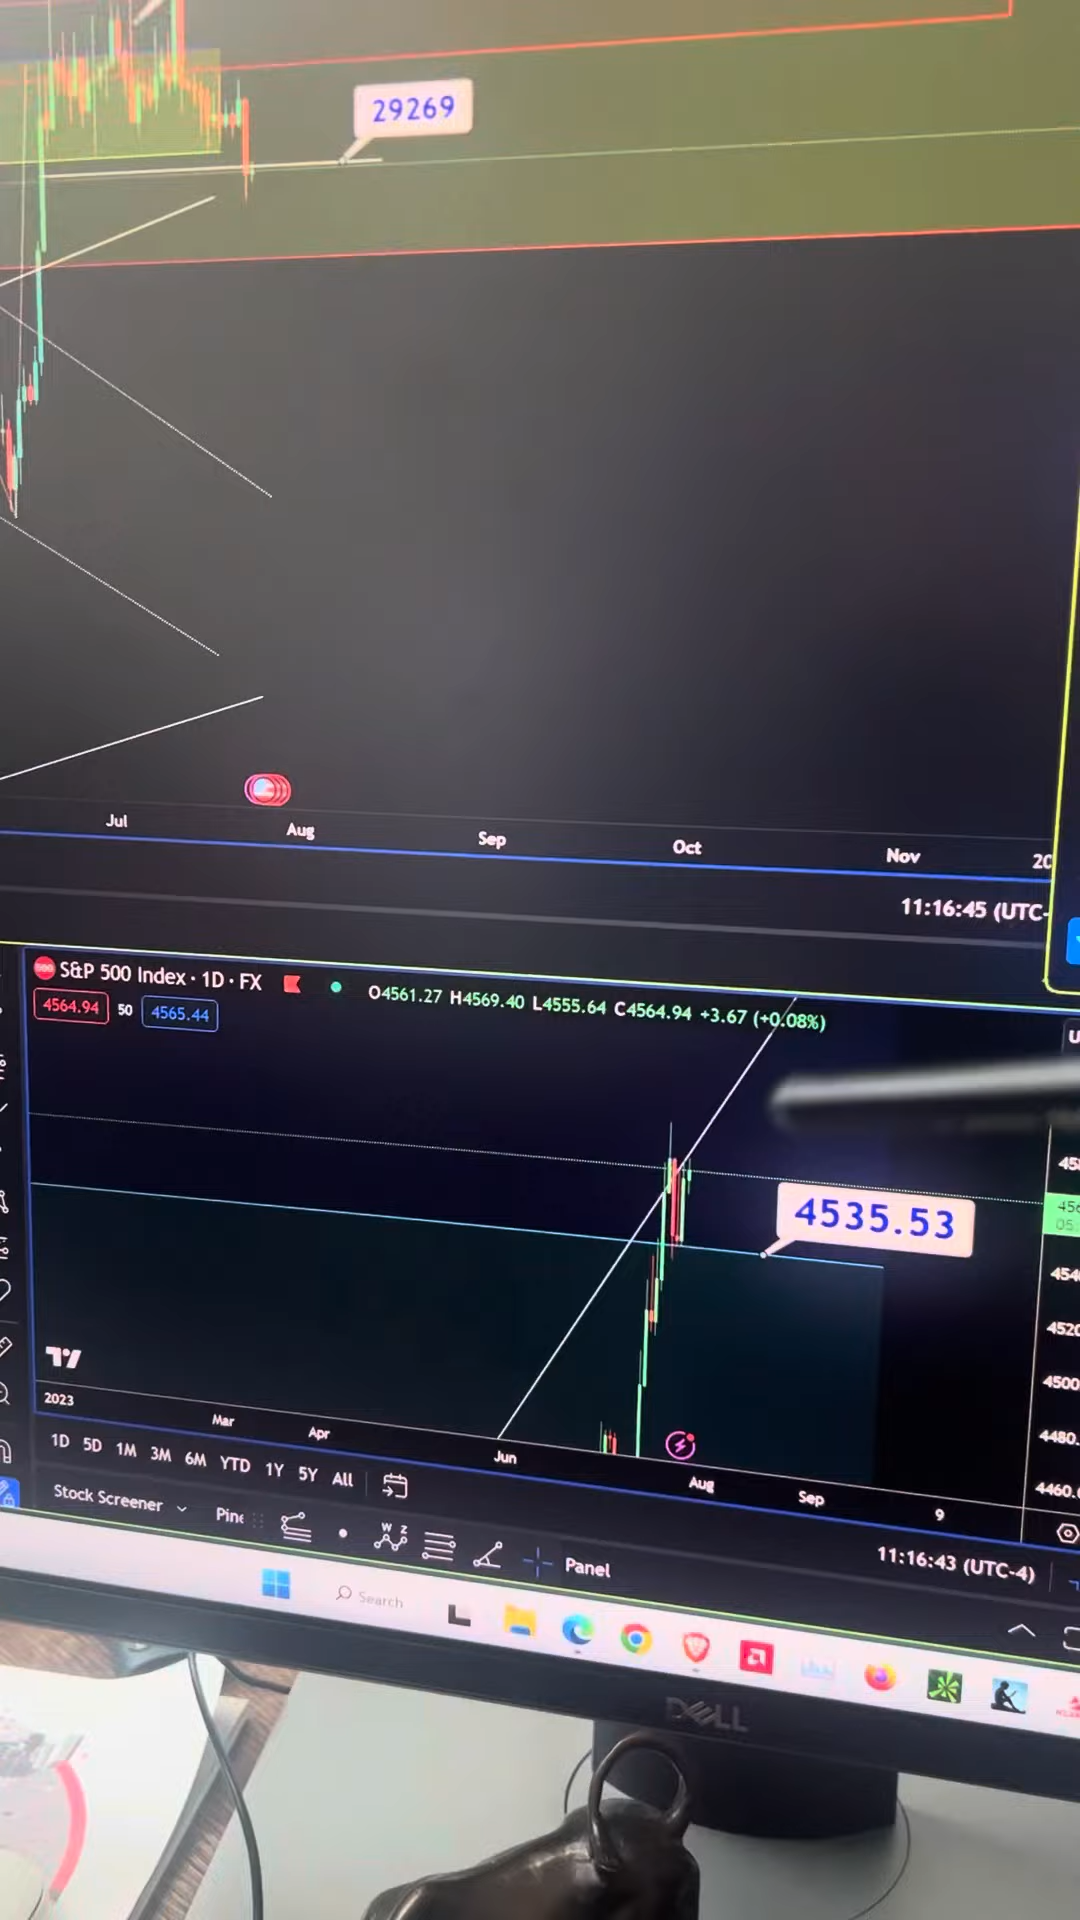 29269
Jul Aug Sep Oct Nov 20
11:16:45 (UTC-
S&P 500 Index · 1D · FX
O4561.27 H4569.40 L4555.64 C4564.94 +3.67 (+0.08%)
4564.94 50 4565.44
4535.53
4520
4500
4480.
4460.
2023 Mar Apr Jun Aug Sep 9
1D 5D 1M 3M 6M YTD 1Y 5Y All
Stock Screener
Pine
Panel
11:16:43 (UTC-4)
Search
DELL